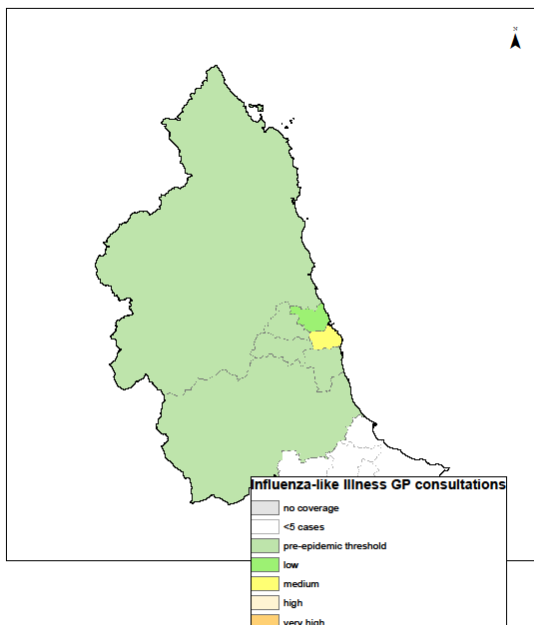 N
Influenza-like Illness GP consultations
no coverage
<5 cases
pre-epidemic threshold
low
medium
high
very high